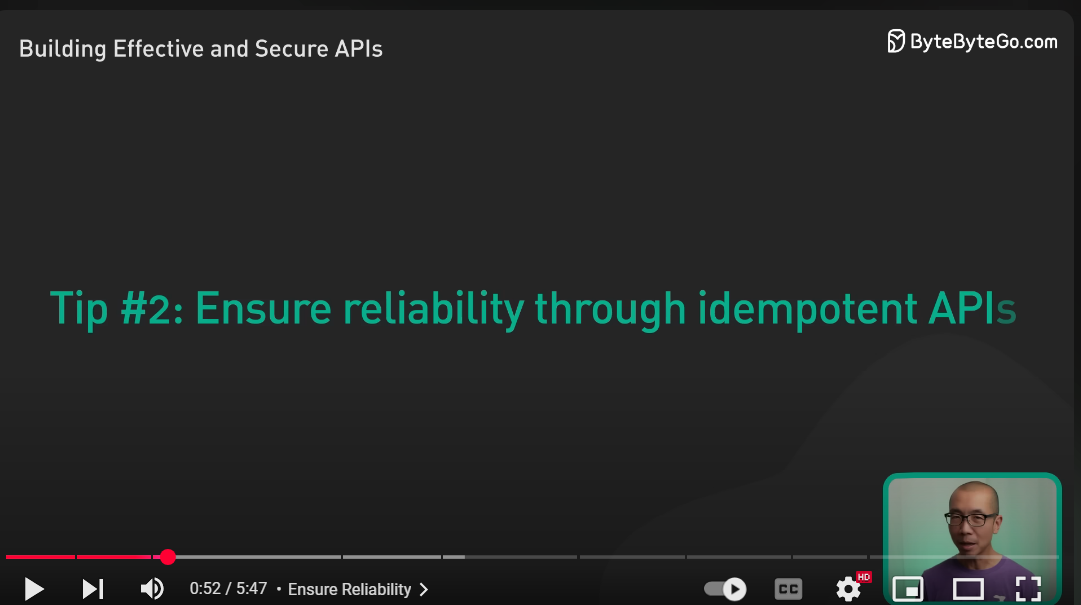 Building Effective and Secure APIs
ByteByteGo.com
Tip #2: Ensure reliability through idempotent APIs
HD
0:52 / 5:47 • Ensure Reliability
CC